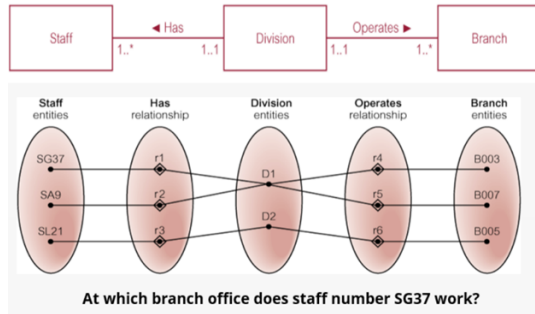 ◄ Has
Operates ►
Staff
Division
Branch
1..*
1..1
1..1
1..*
Staff
entities
Has
relationship
Division
entities
Operates
relationship
Branch
entities
SG37
r1
D1
r4
B003
SA9
r2
r5
B007
SL21
r3
D2
r6
B005
At which branch office does staff number SG37 work?